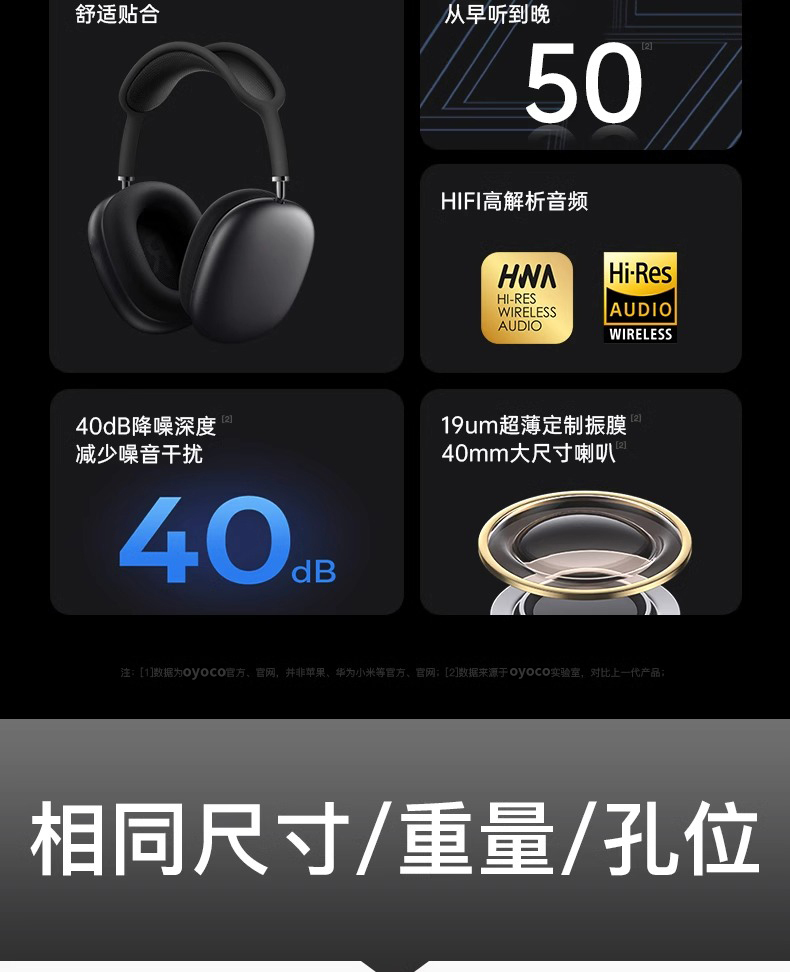 舒适贴合
从早听到晚
50 [2]
HIFI高解析音频
HWA
HI-RES
WIRELESS
AUDIO
Hi-Res
AUDIO
WIRELESS
40dB降噪深度 [2]
减少噪音干扰
40dB
19um超薄定制振膜 [2]
40mm大尺寸喇叭 [2]
注：[1]数据为oyoco官方、官网，并非苹果、华为小米等官方、官网；[2]数据来源于oyoco实验室，对比上一代产品；
相同尺寸/重量/孔位